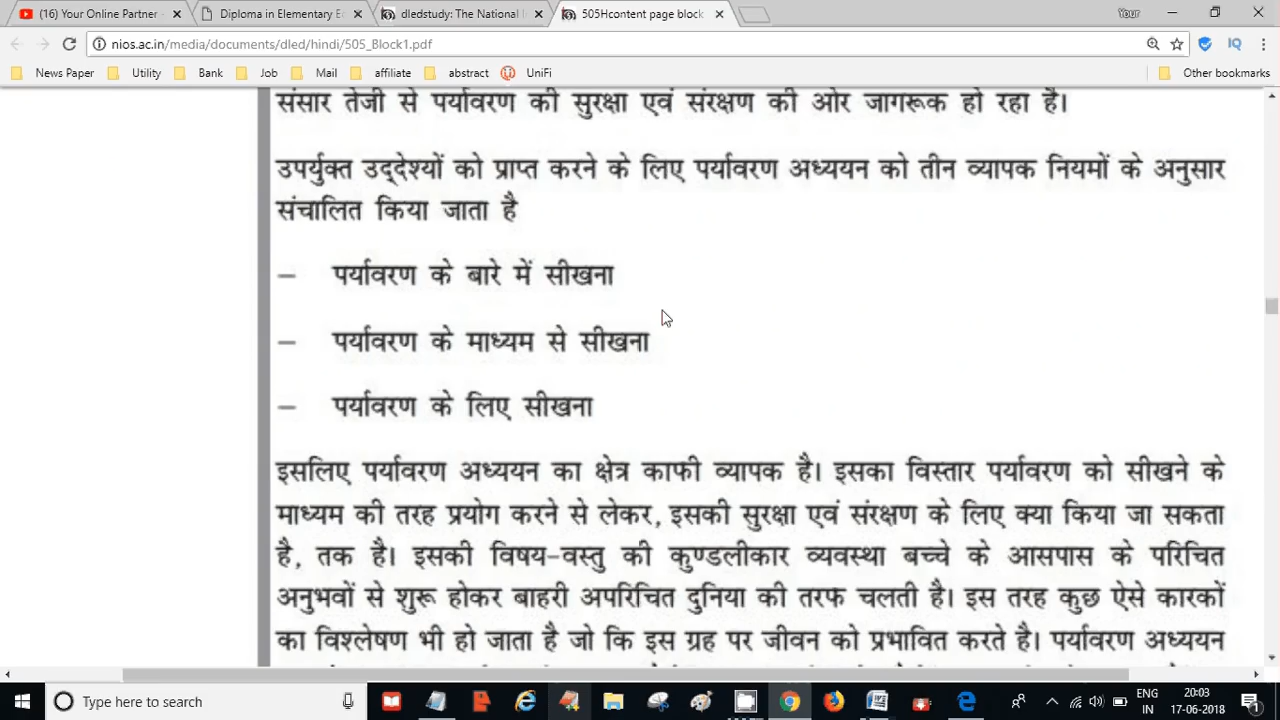 (16) Your Online Partner
Diploma in Elementary E
dledstudy: The National I
505Hcontent page block
Your
nios.ac.in/media/documents/dled/hindi/505_Block1.pdf
IQ
News Paper
Utility
Bank
Job
Mail
affiliate
abstract
UniFi
Other bookmarks
संसार तेजी से पर्यावरण की सुरक्षा एवं संरक्षण की ओर जागरूक हो रहा है।
उपर्युक्त उद्देश्यों को प्राप्त करने के लिए पर्यावरण अध्ययन को तीन व्यापक नियमों के अनुसार
संचालित किया जाता है
– पर्यावरण के बारे में सीखना
– पर्यावरण के माध्यम से सीखना
– पर्यावरण के लिए सीखना
इसलिए पर्यावरण अध्ययन का क्षेत्र काफी व्यापक है। इसका विस्तार पर्यावरण को सीखने के
माध्यम की तरह प्रयोग करने से लेकर, इसकी सुरक्षा एवं संरक्षण के लिए क्या किया जा सकता
है, तक है। इसकी विषय-वस्तु की कुण्डलीकार व्यवस्था बच्चे के आसपास के परिचित
अनुभवों से शुरू होकर बाहरी अपरिचित दुनिया की तरफ चलती है। इस तरह कुछ ऐसे कारकों
का विश्लेषण भी हो जाता है जो कि इस ग्रह पर जीवन को प्रभावित करते है। पर्यावरण अध्ययन
Type here to search
ENG
IN
20:03
17-06-2018
1